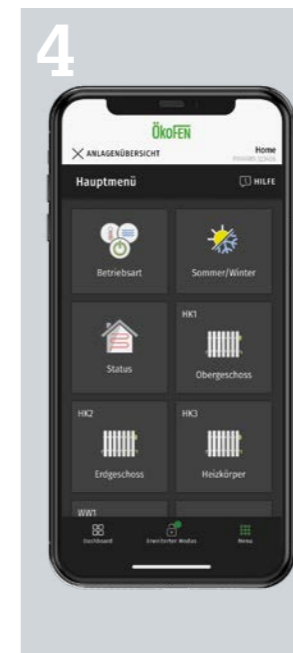 4
ÖkoFEN
ANLAGENÜBERSICHT
Home
Hauptmenü
HILFE
Betriebsart
Sommer/Winter
Status
HK1
Obergeschoss
HK2
Erdgeschoss
HK3
Heizkörper
WW1
Dashboard
Erweiterter Modus
Menü